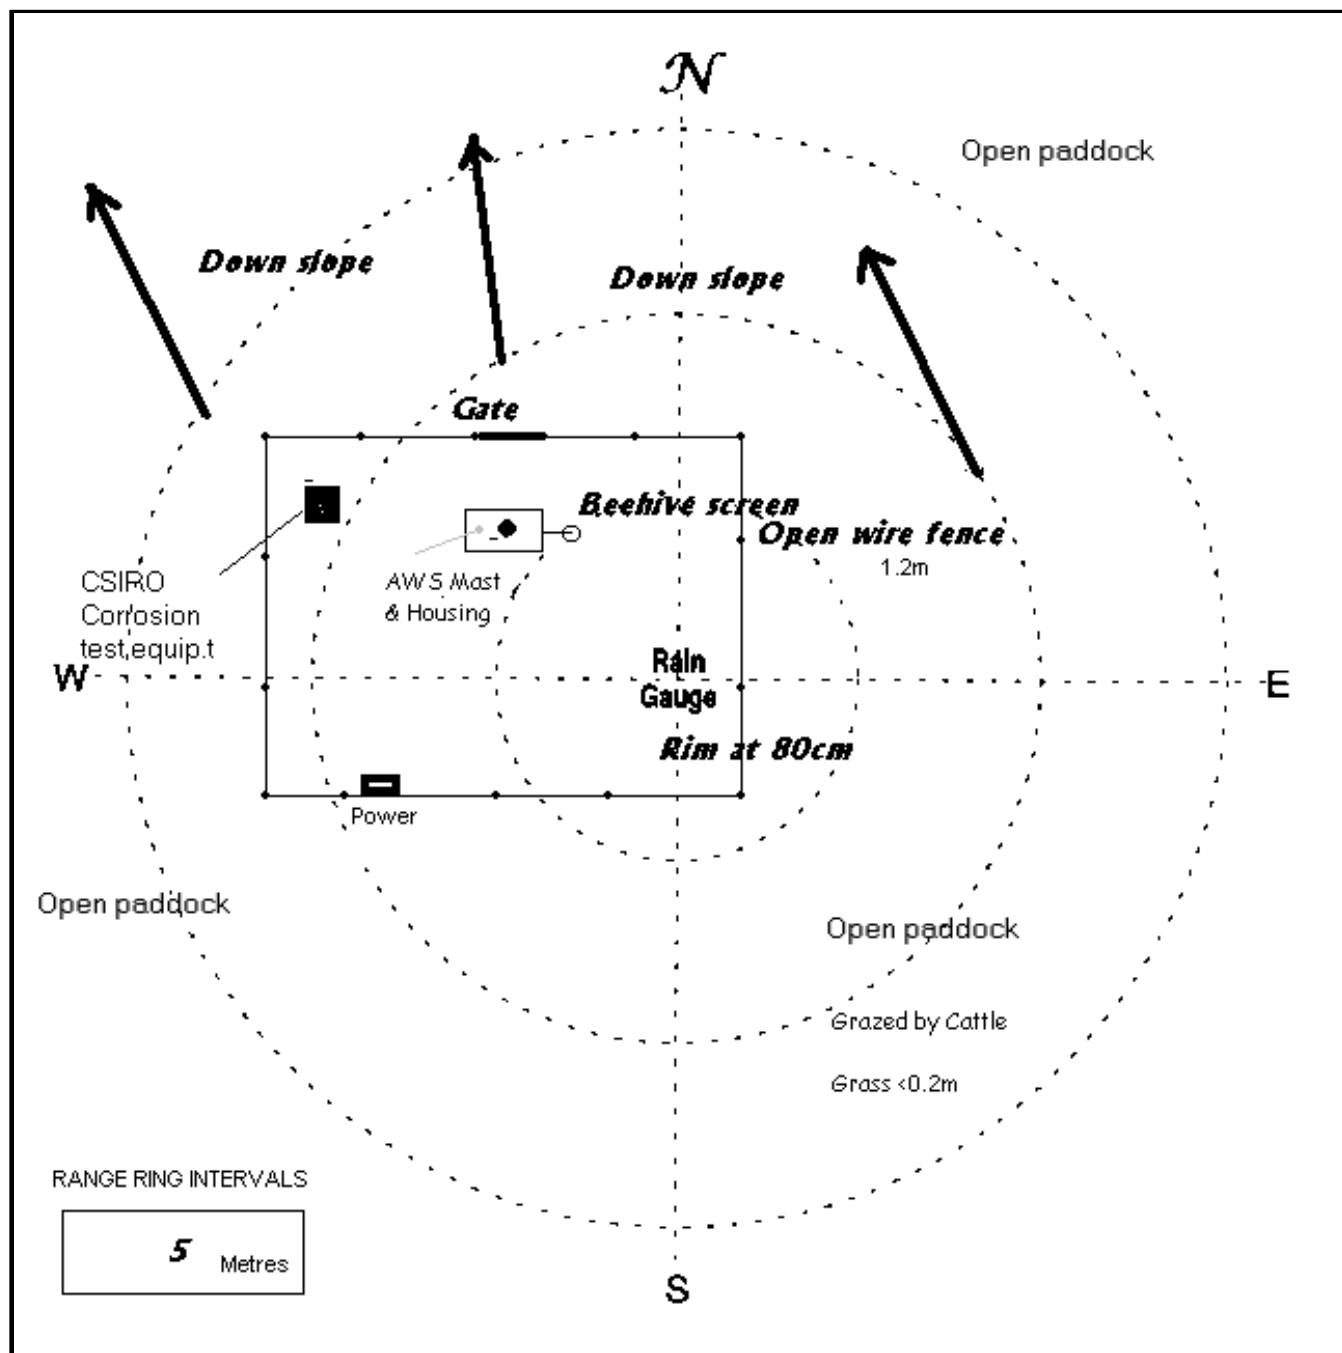 N
Open paddock
Down slope
Down slope
Gate
Beehive screen
Open wire fence
1.2m
CSIRO
Corrosion
test,equip.t
AWS Mast
& Housing
W
Rain
Gauge
E
Rim at 80cm
Power
Open paddock
Open paddock
Grazed by Cattle
Grass <0.2m
RANGE RING INTERVALS
5 Metres
S